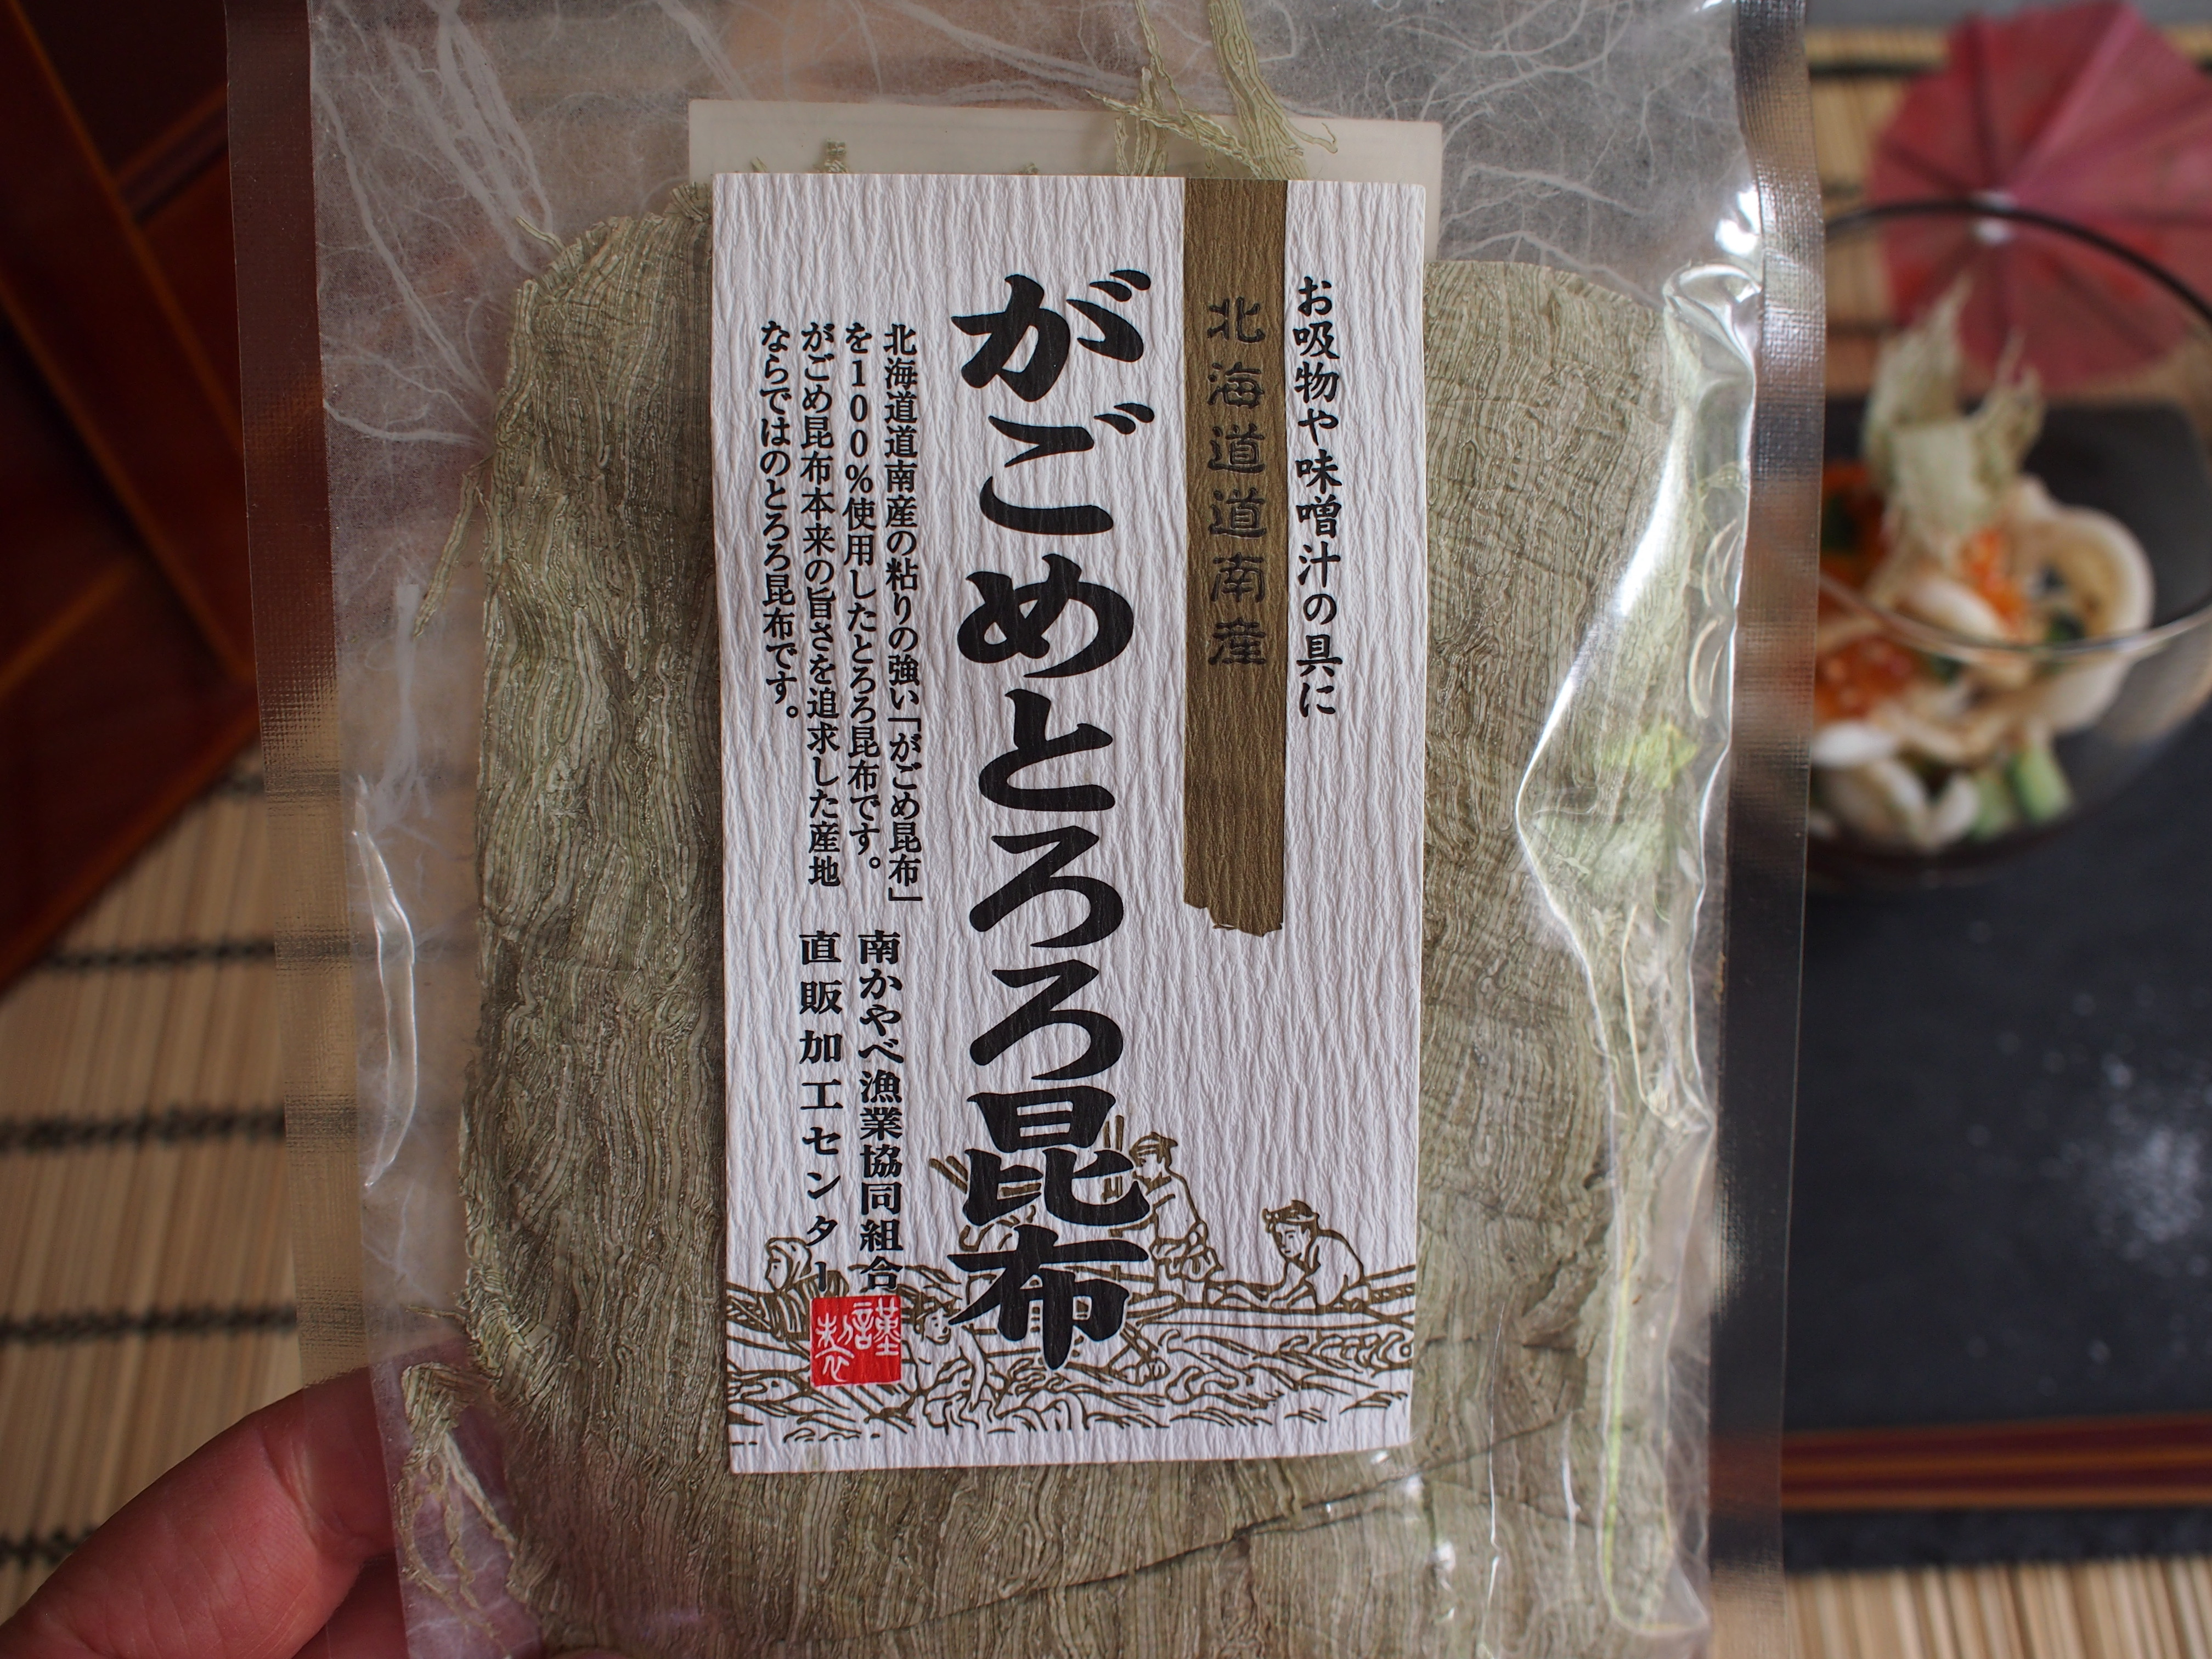 お吸物や味噌汁の具に
北海道道南産
がごめとろろ昆布
北海道道南産の粘りの強い「がごめ昆布」
を100%使用したとろろ昆布です。
がごめ昆布本来の旨さを追求した産地
ならではのとろろ昆布です。
南かやべ漁業協同組合
直販加工センター
謹製